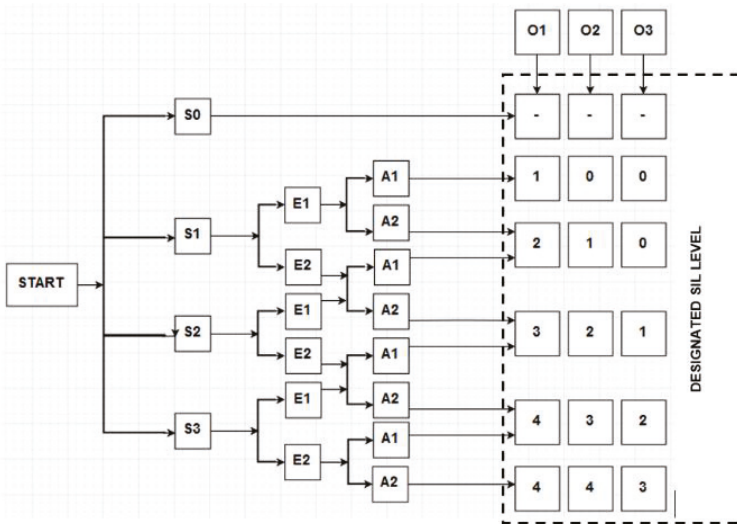 O1 O2 O3
S0 - - -
A1 1 0 0
E1
A2
S1 2 1 0
E2 A1
START
E1 A2
S2 3 2 1
E2 A1
E1 A2
S3 4 3 2
A1
E2
A2 4 4 3
DESIGNATED SIL LEVEL